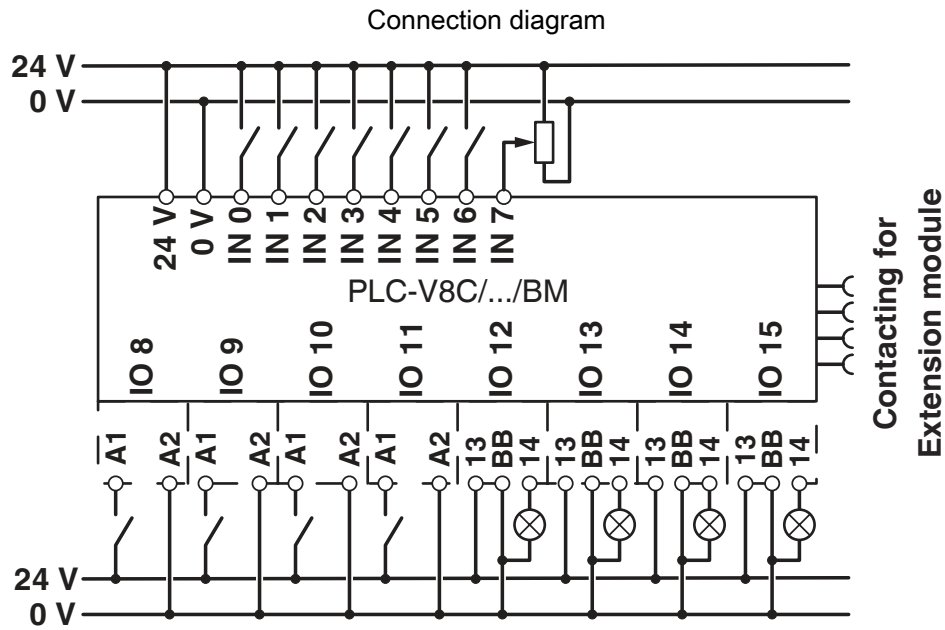 Connection diagram
24 V
0 V
24 V
0 V
IN 0
IN 1
IN 2
IN 3
IN 4
IN 5
IN 6
IN 7
PLC-V8C/.../BM
IO 8
IO 9
IO 10
IO 11
IO 12
IO 13
IO 14
IO 15
Contacting for
Extension module
A1
A2
A1
A2
A1
A2
A1
A2
13
BB
14
13
BB
14
13
BB
14
13
BB
14
24 V
0 V